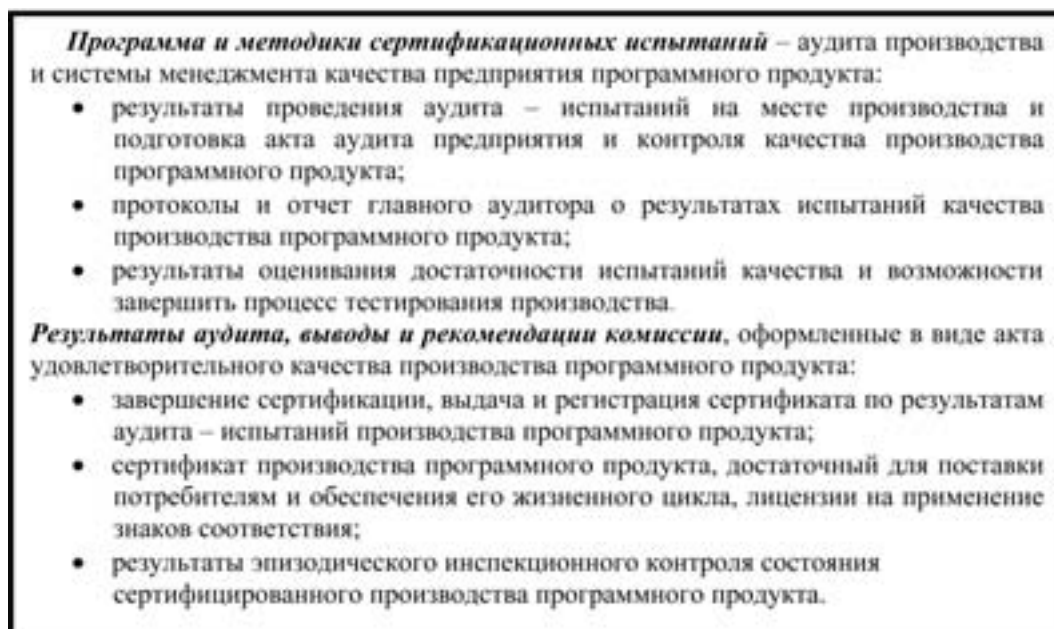 Программа и методики сертификационных испытаний – аудита производства
и системы менеджмента качества предприятия программного продукта:
• результаты проведения аудита – испытаний на месте производства и
подготовка акта аудита предприятия и контроля качества производства
программного продукта;
• протоколы и отчет главного аудитора о результатах испытаний качества
производства программного продукта;
• результаты оценивания достаточности испытаний качества и возможности
завершить процесс тестирования производства.
Результаты аудита, выводы и рекомендации комиссии, оформленные в виде акта
удовлетворительного качества производства программного продукта:
• завершение сертификации, выдача и регистрация сертификата по результатам
аудита – испытаний производства программного продукта;
• сертификат производства программного продукта, достаточный для поставки
потребителям и обеспечения его жизненного цикла, лицензии на применение
знаков соответствия;
• результаты эпизодического инспекционного контроля состояния
сертифицированного производства программного продукта.